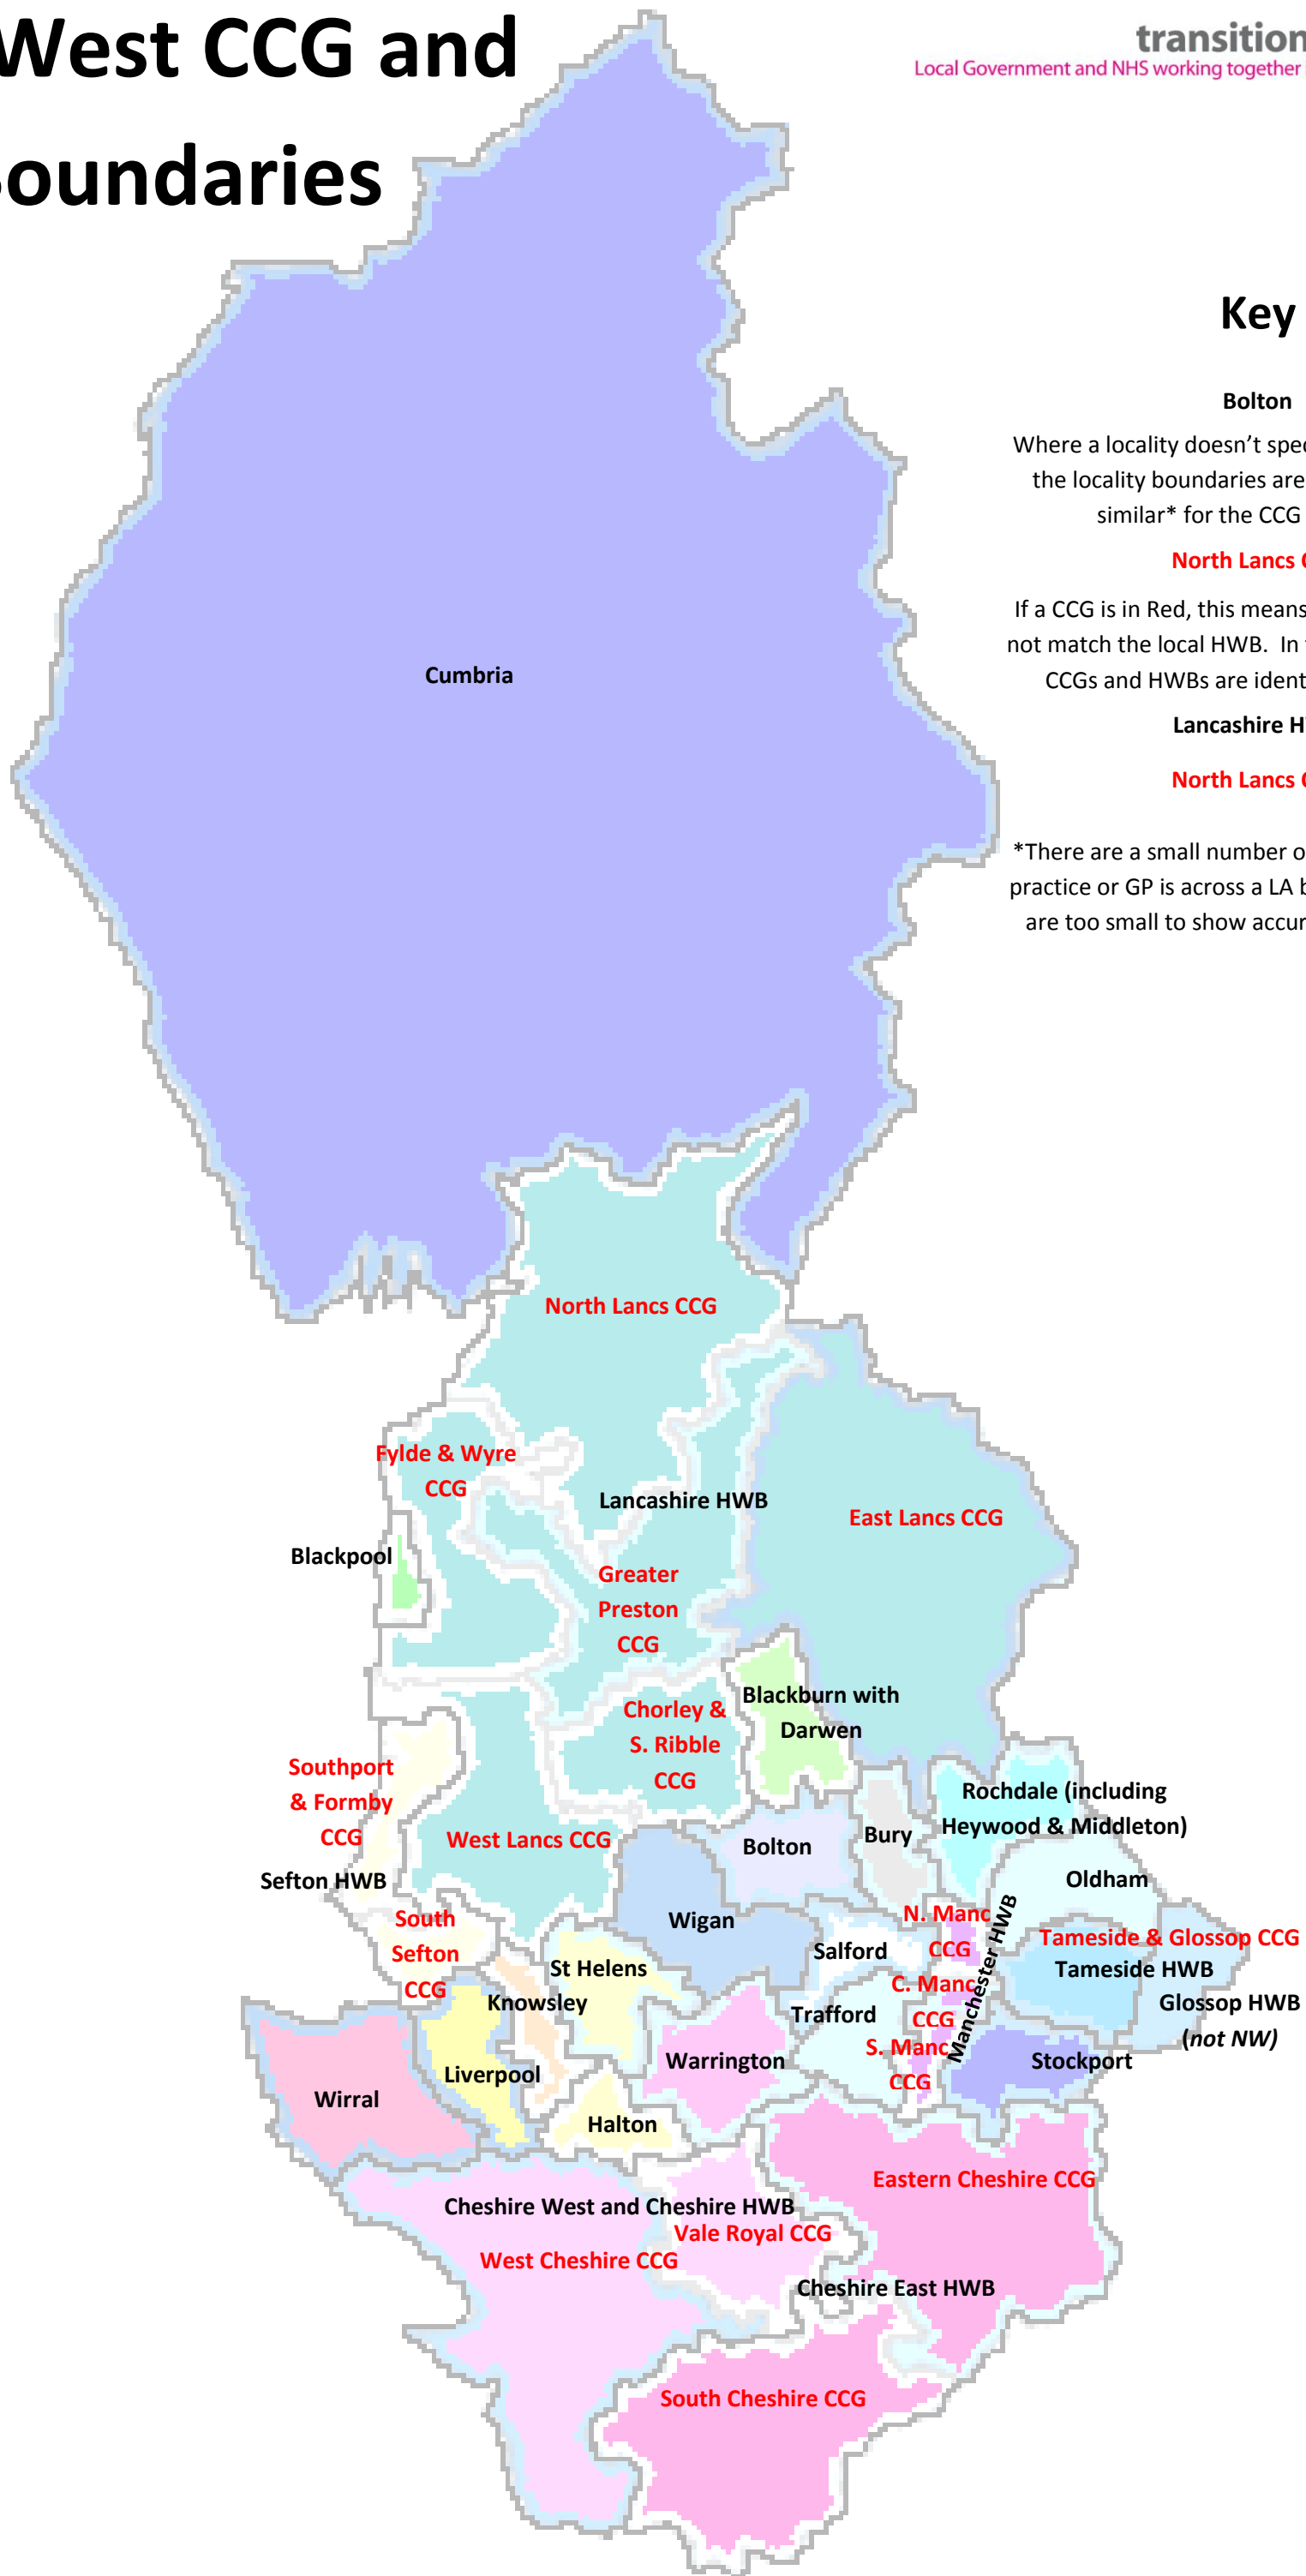 West CCG and
oundaries
transition
Local Government and NHS working together
Key
Bolton
Where a locality doesn’t spec
the locality boundaries are
similar* for the CCG
North Lancs
If a CCG is in Red, this means
not match the local HWB. In
CCGs and HWBs are ident
Lancashire H
North Lancs
*There are a small number o
practice or GP is across a LA b
are too small to show accur
Cumbria
North Lancs CCG
Fylde & Wyre
CCG
Lancashire HWB
East Lancs CCG
Blackpool
Greater
Preston
CCG
Blackburn with
Darwen
Chorley &
S. Ribble
CCG
Southport
& Formby
CCG
Sefton HWB
West Lancs CCG
Rochdale (including
Heywood & Middleton)
Bolton
Bury
Oldham
Wigan
South
Sefton
CCG
N. Manc
CCG
Manchester HWB
Tameside & Glossop CCG
Tameside HWB
Salford
St Helens
Knowsley
C. Manc
CCG
Trafford
Glossop HWB
(not NW)
S. Manc
CCG
Stockport
Warrington
Liverpool
Wirral
Halton
Eastern Cheshire CCG
Cheshire West and Cheshire HWB
Vale Royal CCG
West Cheshire CCG
Cheshire East HWB
South Cheshire CCG